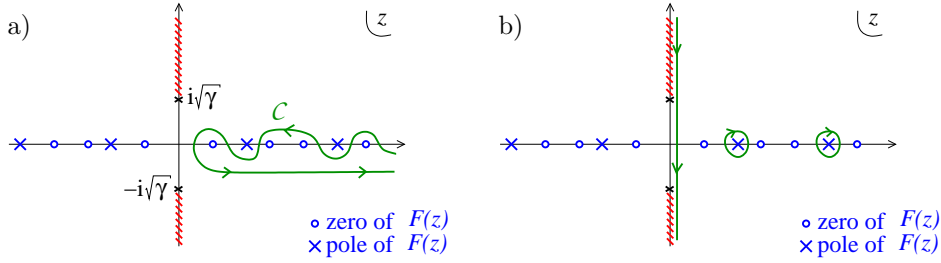 a)
z
i√γ
C
−i√γ
zero of F(z)
pole of F(z)
b)
z
zero of F(z)
pole of F(z)